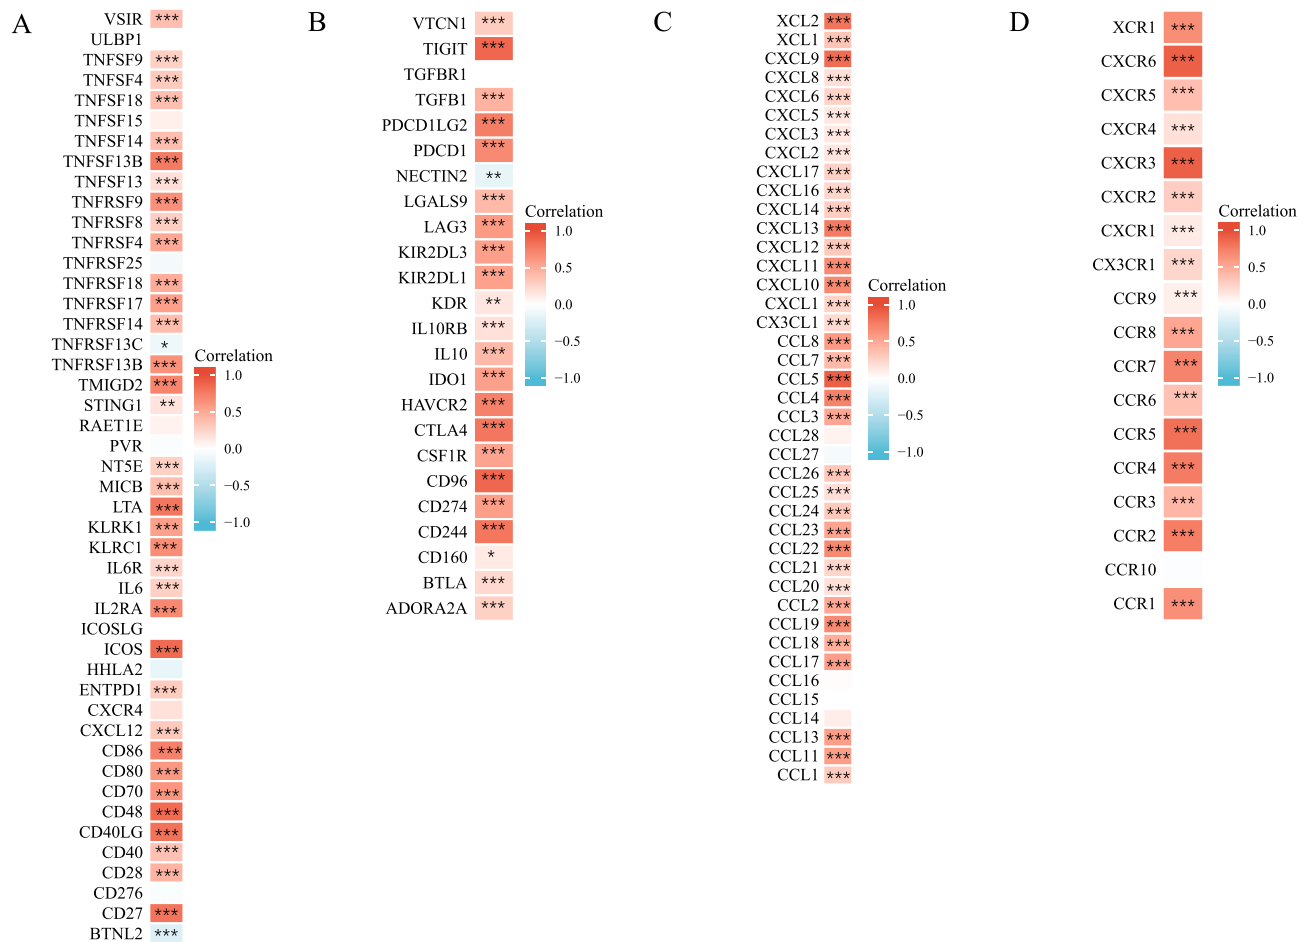 A
VSIR ***
ULBP1
TNFSF9 ***
TNFSF4 ***
TNFSF18 ***
TNFSF15
TNFSF14 ***
TNFSF13B ***
TNFSF13 ***
TNFRSF9 ***
TNFRSF8 ***
TNFRSF4 ***
TNFRSF25
TNFRSF18 ***
TNFRSF17 ***
TNFRSF14 ***
TNFRSF13C *
TNFRSF13B ***
TMIGD2 ***
STING1 **
RAET1E
PVR
NT5E ***
MICB ***
LTA ***
KLRK1 ***
KLRC1 ***
IL6R ***
IL6 ***
IL2RA ***
ICOSLG
ICOS ***
HHLA2
ENTPD1 ***
CXCR4
CXCL12 ***
CD86 ***
CD80 ***
CD70 ***
CD48 ***
CD40LG ***
CD40 ***
CD28 ***
CD276
CD27 ***
BTNL2 ***
Correlation
1.0
0.5
0.0
−0.5
−1.0
B
VTCN1 ***
TIGIT ***
TGFBR1
TGFB1 ***
PDCD1LG2 ***
PDCD1 ***
NECTIN2 **
LGALS9 ***
LAG3 ***
KIR2DL3 ***
KIR2DL1 ***
KDR **
IL10RB ***
IL10 ***
IDO1 ***
HAVCR2 ***
CTLA4 ***
CSF1R ***
CD96 ***
CD274 ***
CD244 ***
CD160 *
BTLA ***
ADORA2A ***
Correlation
1.0
0.5
0.0
−0.5
−1.0
C
XCL2 ***
XCL1 ***
CXCL9 ***
CXCL8 ***
CXCL6 ***
CXCL5 ***
CXCL3 ***
CXCL2 ***
CXCL17 ***
CXCL16 ***
CXCL14 ***
CXCL13 ***
CXCL12 ***
CXCL11 ***
CXCL10 ***
CXCL1 ***
CX3CL1 ***
CCL8 ***
CCL7 ***
CCL5 ***
CCL4 ***
CCL3 ***
CCL28
CCL27
CCL26 ***
CCL25 ***
CCL24 ***
CCL23 ***
CCL22 ***
CCL21 ***
CCL20 ***
CCL2 ***
CCL19 ***
CCL18 ***
CCL17 ***
CCL16
CCL15
CCL14
CCL13 ***
CCL11 ***
CCL1 ***
Correlation
1.0
0.5
0.0
−0.5
−1.0
D
XCR1 ***
CXCR6 ***
CXCR5 ***
CXCR4 ***
CXCR3 ***
CXCR2 ***
CXCR1 ***
CX3CR1 ***
CCR9 ***
CCR8 ***
CCR7 ***
CCR6 ***
CCR5 ***
CCR4 ***
CCR3 ***
CCR2 ***
CCR10
CCR1 ***
Correlation
1.0
0.5
0.0
−0.5
−1.0